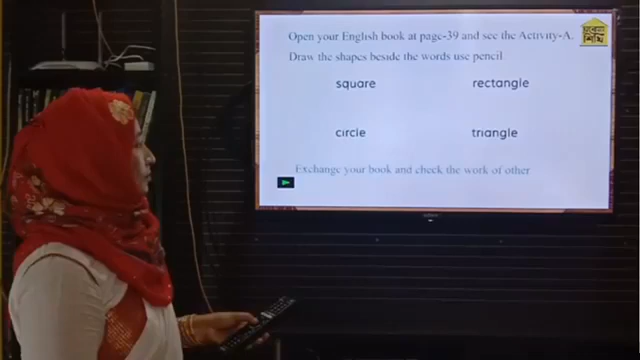 Open your English book at page-39 and see the Activity-A.
Draw the shapes beside the words use pencil
square rectangle
circle triangle
Exchange your book and check the work of other